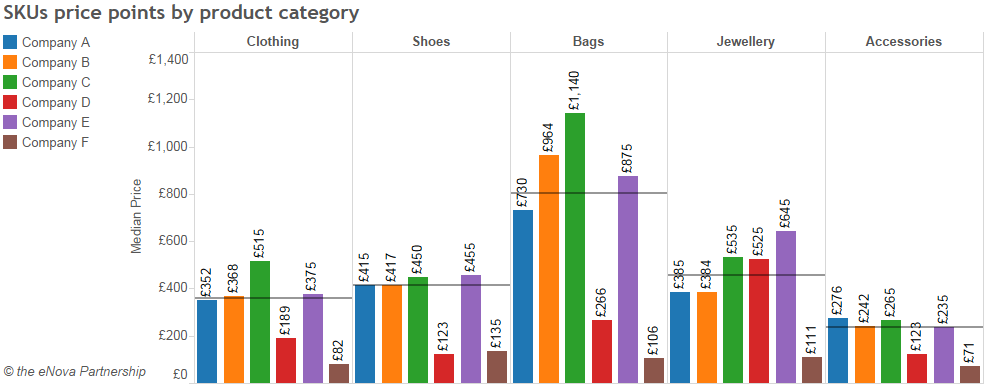 SKUs price points by product category
Company A
Company B
Company C
Company D
Company E
Company F
Clothing
Shoes
Bags
Jewellery
Accessories
Median Price
£1,400
£1,200
£1,000
£800
£600
£400
£200
£0
£352
£368
£515
£189
£375
£82
£415
£417
£450
£123
£455
£135
£730
£964
£1,140
£266
£875
£106
£385
£384
£535
£525
£645
£111
£276
£242
£265
£123
£235
£71
© the eNova Partnership